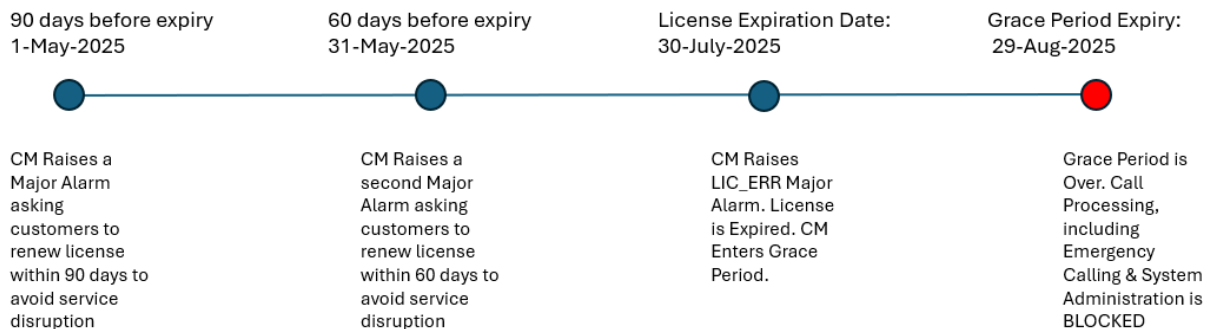 90 days before expiry
1-May-2025
60 days before expiry
31-May-2025
License Expiration Date:
30-July-2025
Grace Period Expiry:
29-Aug-2025
CM Raises a
Major Alarm
asking
customers to
renew license
within 90 days to
avoid service
disruption
CM Raises a
second Major
Alarm asking
customers to
renew license
within 60 days to
avoid service
disruption
CM Raises
LIC_ERR Major
Alarm. License
is Expired. CM
Enters Grace
Period.
Grace Period is
Over. Call
Processing,
including
Emergency
Calling & System
Administration is
BLOCKED